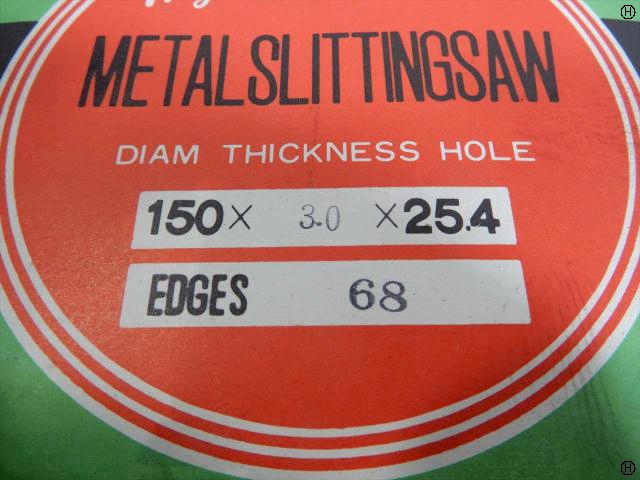 METALSLITTINGSAW
DIAM THICKNESS HOLE
150× 3.0 ×25.4
EDGES 68